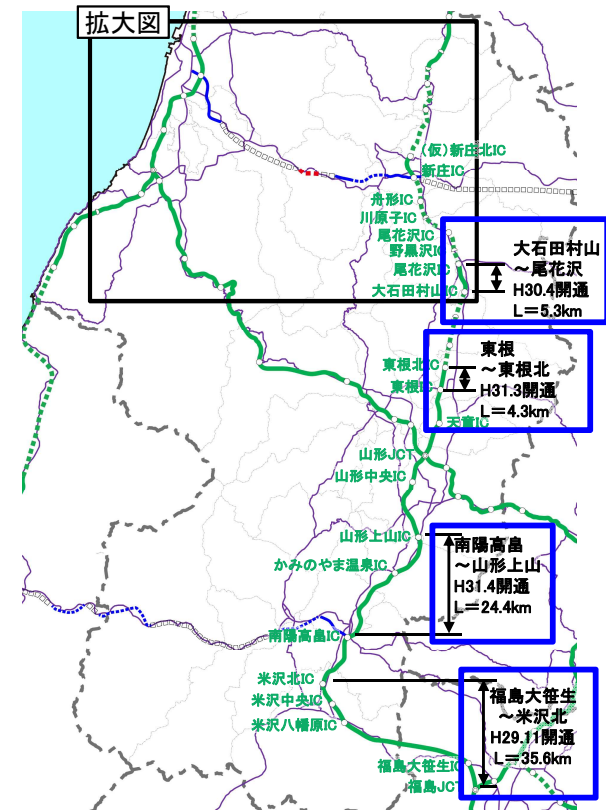 拡大図
(仮)新庄北IC
新庄IC
舟形IC
川原子IC
尾花沢IC
野黒沢IC
尾花沢IC
大石田村山IC
大石田村山
～尾花沢
H30.4開通
L＝5.3km
東根北IC
東根IC
東根
～東根北
H31.3開通
L＝4.3km
天童IC
山形JCT
山形中央IC
山形上山IC
かみのやま温泉IC
南陽高畠IC
南陽高畠
～山形上山
H31.4開通
L＝24.4km
米沢北IC
米沢中央IC
米沢八幡原IC
福島大笹生IC
福島JCT
福島大笹生
～米沢北
H29.11開通
L＝35.6km